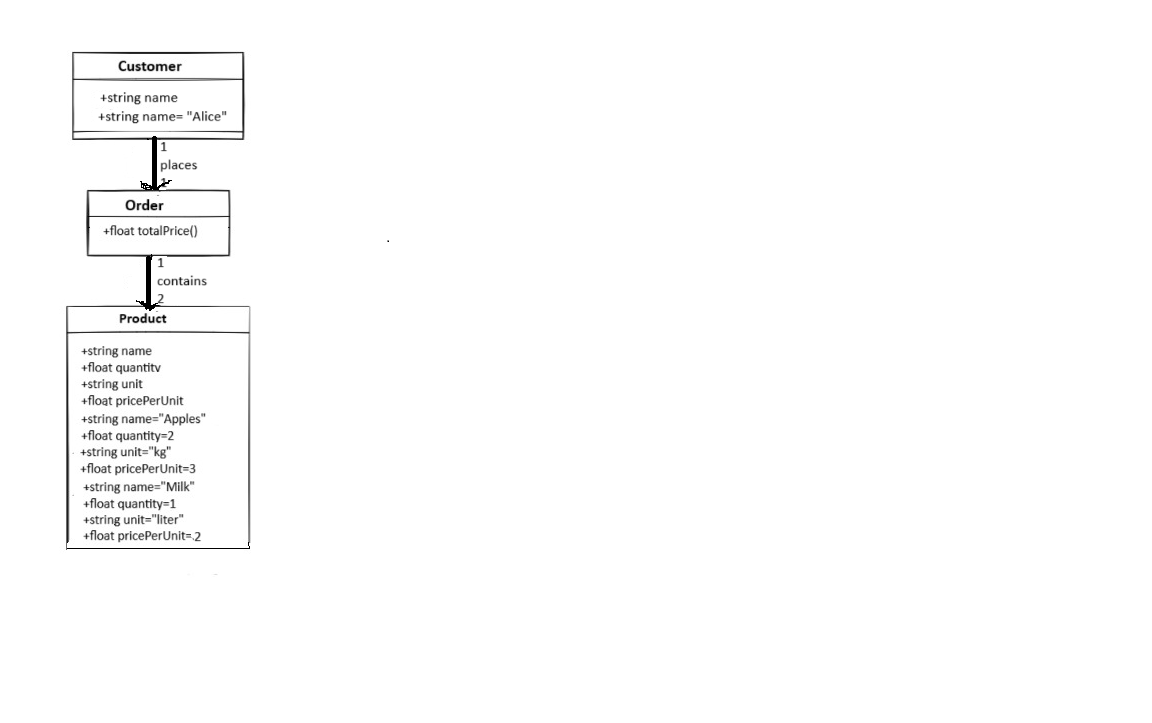 Customer
+string name
+string name= "Alice"
1
places
1
Order
+float totalPrice()
1
contains
2
Product
+string name
+float quantity
+string unit
+float pricePerUnit
+string name="Apples"
+float quantity=2
+string unit="kg"
+float pricePerUnit=3
+string name="Milk"
+float quantity=1
+string unit="liter"
+float pricePerUnit=.2